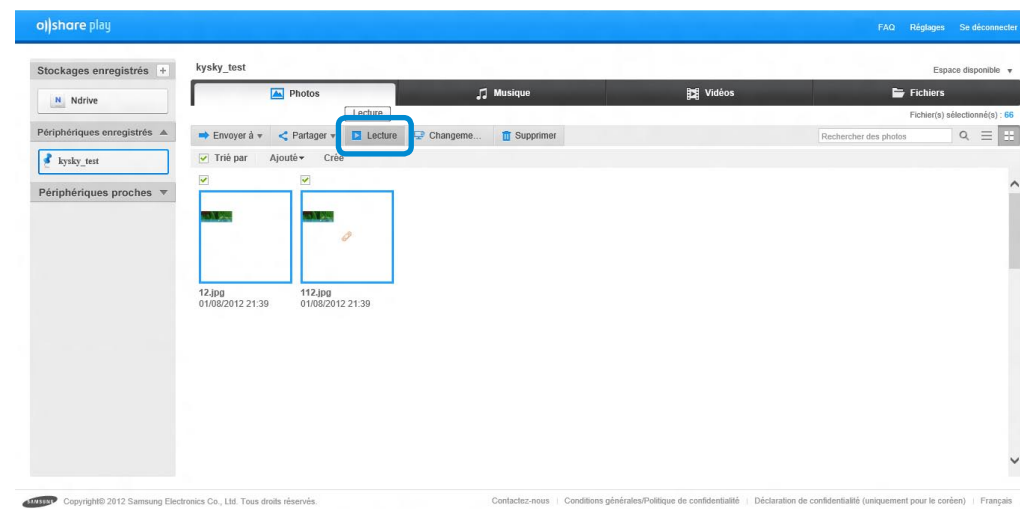 allshare play
FAQ Réglages Se déconnecter
Stockages enregistrés +
kysky_test
Espace disponible
N Ndrive
Photos Musique Vidéos Fichiers
Lecture
Fichier(s) sélectionné(s) : 66
Périphériques enregistrés
Envoyer à Partager Lecture Changeme... Supprimer
Rechercher des photos
kysky_test
Trié par Ajouté Créé
Périphériques proches
12.jpg 112.jpg
01/08/2012 21:39 01/08/2012 21:39
SAMSUNG Copyright© 2012 Samsung Electronics Co., Ltd. Tous droits réservés.
Contactez-nous | Conditions générales/Politique de confidentialité | Déclaration de confidentialité (uniquement pour le coréen) | Français